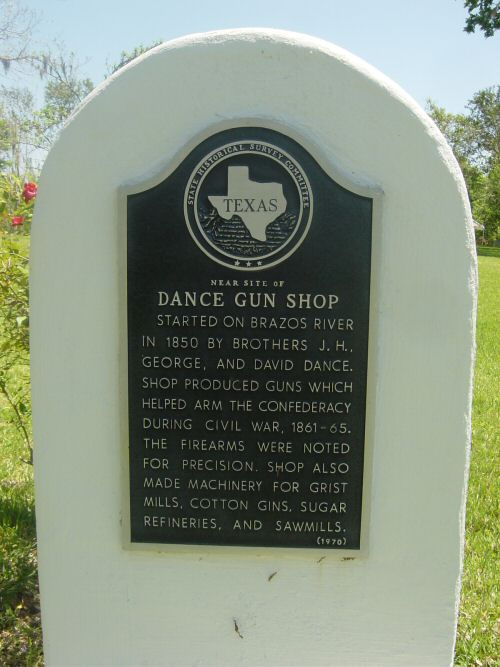 STATE HISTORICAL SURVEY COMMITTEE
TEXAS
NEAR SITE OF
DANCE GUN SHOP
STARTED ON BRAZOS RIVER
IN 1850 BY BROTHERS J. H.,
GEORGE, AND DAVID DANCE.
SHOP PRODUCED GUNS WHICH
HELPED ARM THE CONFEDERACY
DURING CIVIL WAR, 1861-65.
THE FIREARMS WERE NOTED
FOR PRECISION. SHOP ALSO
MADE MACHINERY FOR GRIST
MILLS, COTTON GINS, SUGAR
REFINERIES, AND SAWMILLS.
(1970)